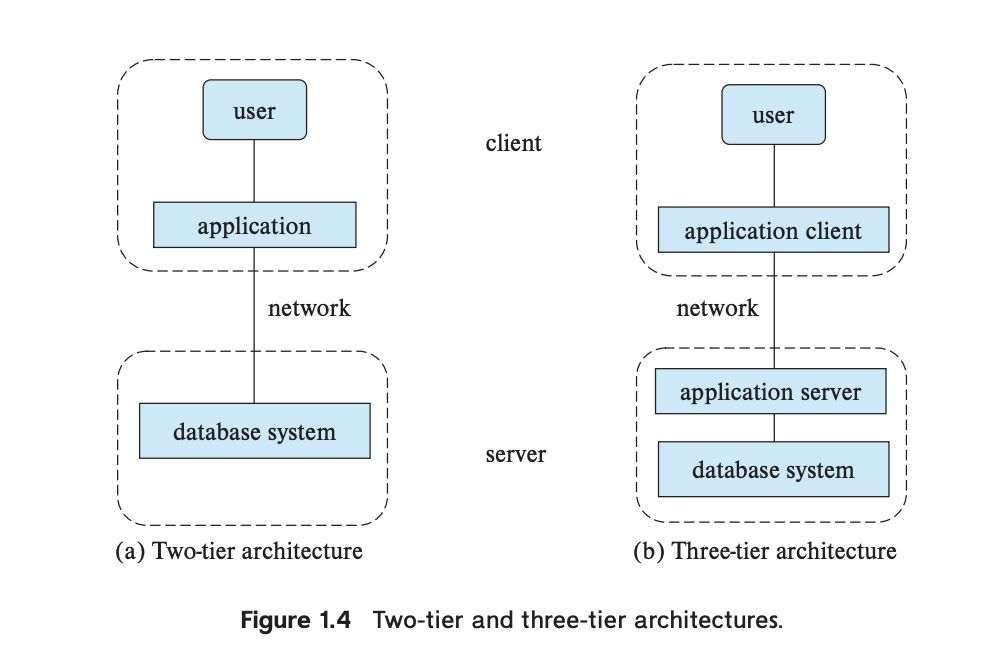 user
application
network
database system
(a) Two-tier architecture
client
server
user
application client
network
application server
database system
(b) Three-tier architecture
Figure 1.4 Two-tier and three-tier architectures.